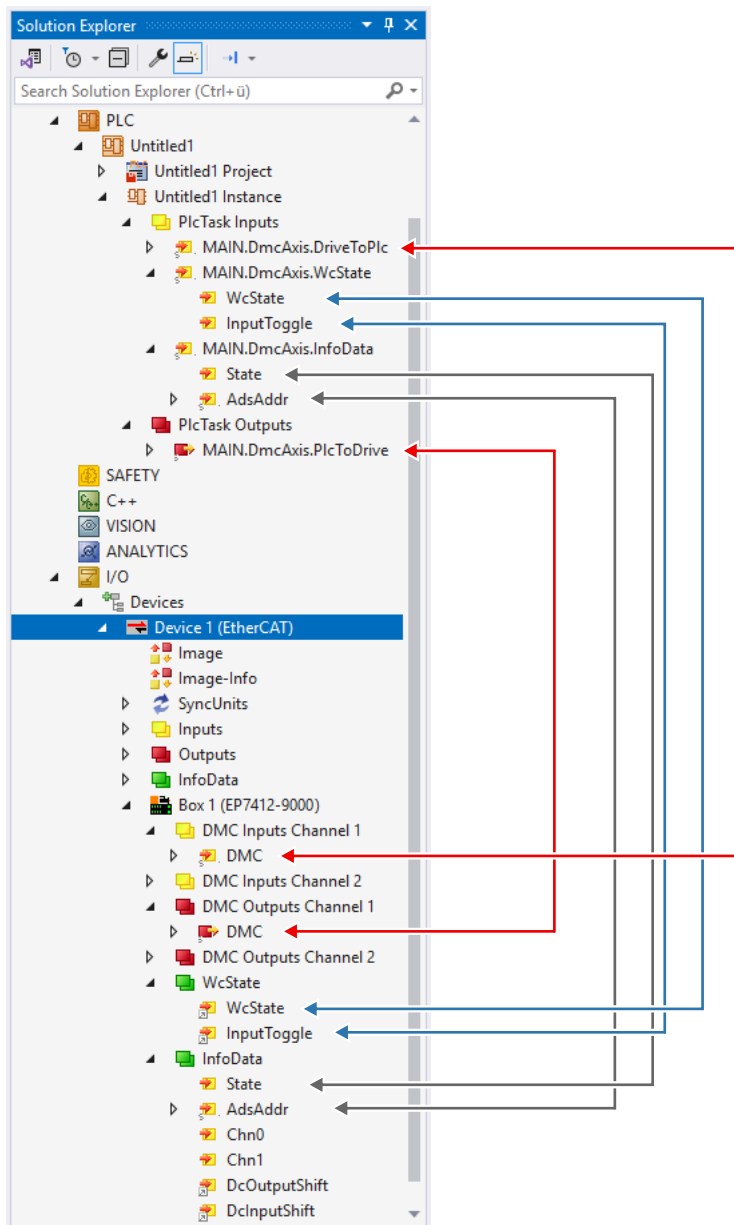 Solution Explorer
Search Solution Explorer (Ctrl+ü)
PLC
Untitled1
Untitled1 Project
Untitled1 Instance
PlcTask Inputs
MAIN.DmcAxis.DriveToPlc
MAIN.DmcAxis.WcState
WcState
InputToggle
MAIN.DmcAxis.InfoData
State
AdsAddr
PlcTask Outputs
MAIN.DmcAxis.PlcToDrive
SAFETY
C++
VISION
ANALYTICS
I/O
Devices
Device 1 (EtherCAT)
Image
Image-Info
SyncUnits
Inputs
Outputs
InfoData
Box 1 (EP7412-9000)
DMC Inputs Channel 1
DMC
DMC Inputs Channel 2
DMC Outputs Channel 1
DMC
DMC Outputs Channel 2
WcState
WcState
InputToggle
InfoData
State
AdsAddr
Chn0
Chn1
DcOutputShift
DcInputShift